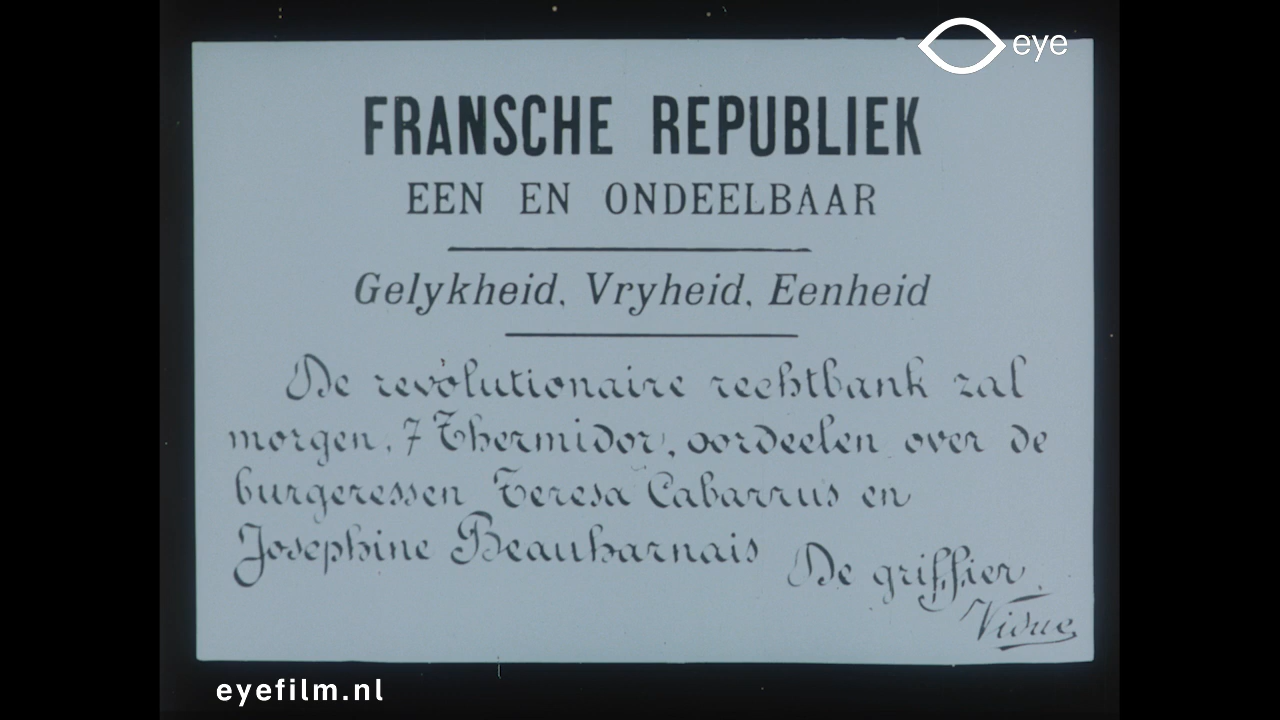 eye
FRANSCHE REPUBLIEK
EEN EN ONDEELBAAR
Gelykheid, Vryheid, Eenheid
De revolutionaire rechtbank zal
morgen, 7 Thermidor, oordeelen over de
burgeressen Teresa Cabarrus en
Josephine Beauharnais
De griffier.
Vidue
eyefilm.nl